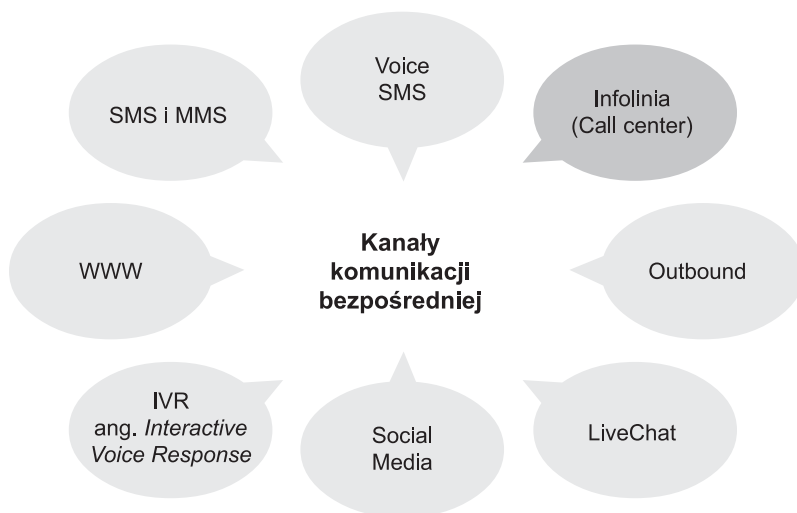 Voice
SMS
SMS i MMS
Infolinia
(Call center)
WWW
Kanały
komunikacji
bezpośredniej
Outbound
IVR
ang. Interactive
Voice Response
Social
Media
LiveChat